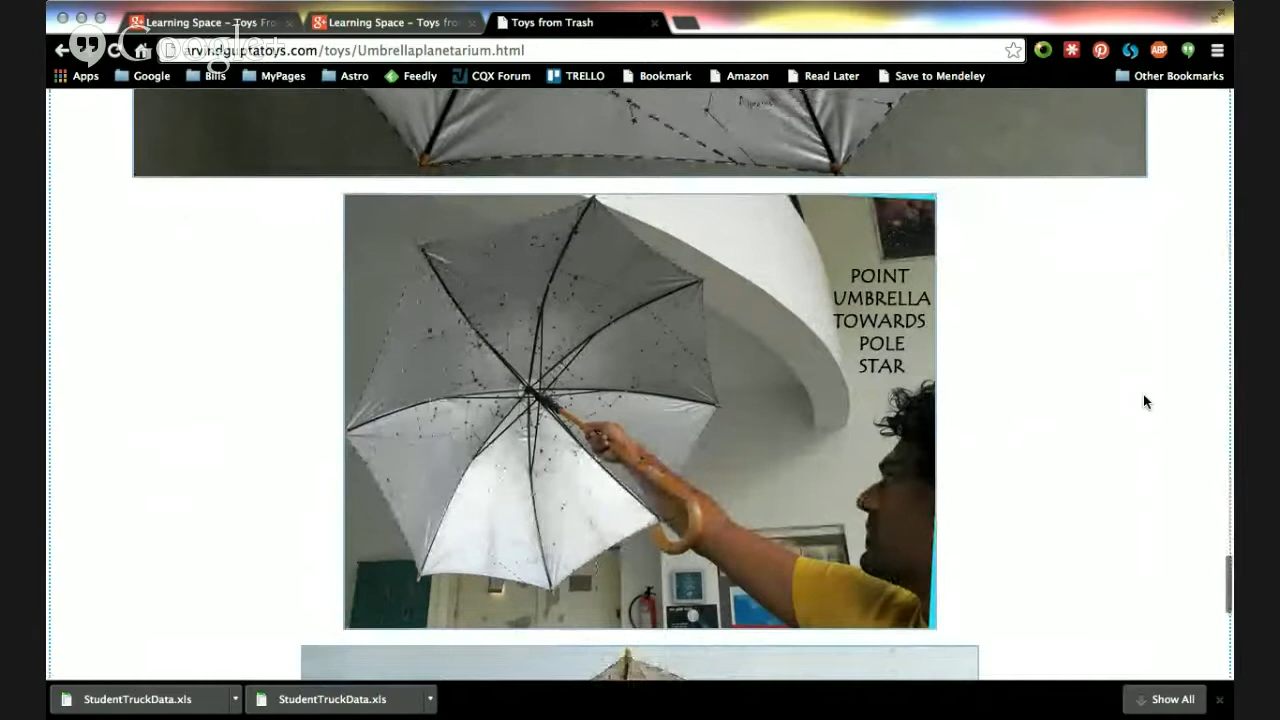 Learning Space - Toys Fro
Learning Space - Toys fro
Toys from Trash
Google+
arvindguptatoys.com/toys/Umbrellaplanetarium.html
Apps Google Bills MyPages Astro Feedly CQX Forum TRELLO Bookmark Amazon Read Later Save to Mendeley Other Bookmarks
ABP
POINT
UMBRELLA
TOWARDS
POLE
STAR
StudentTruckData.xls StudentTruckData.xls Show All